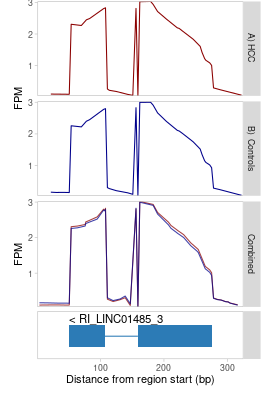 3
2
1
FPM
A) HCC
3
2
1
FPM
B) Controls
3
2
1
FPM
Combined
< RI_LINC01485_3
100
200
300
Distance from region start (bp)